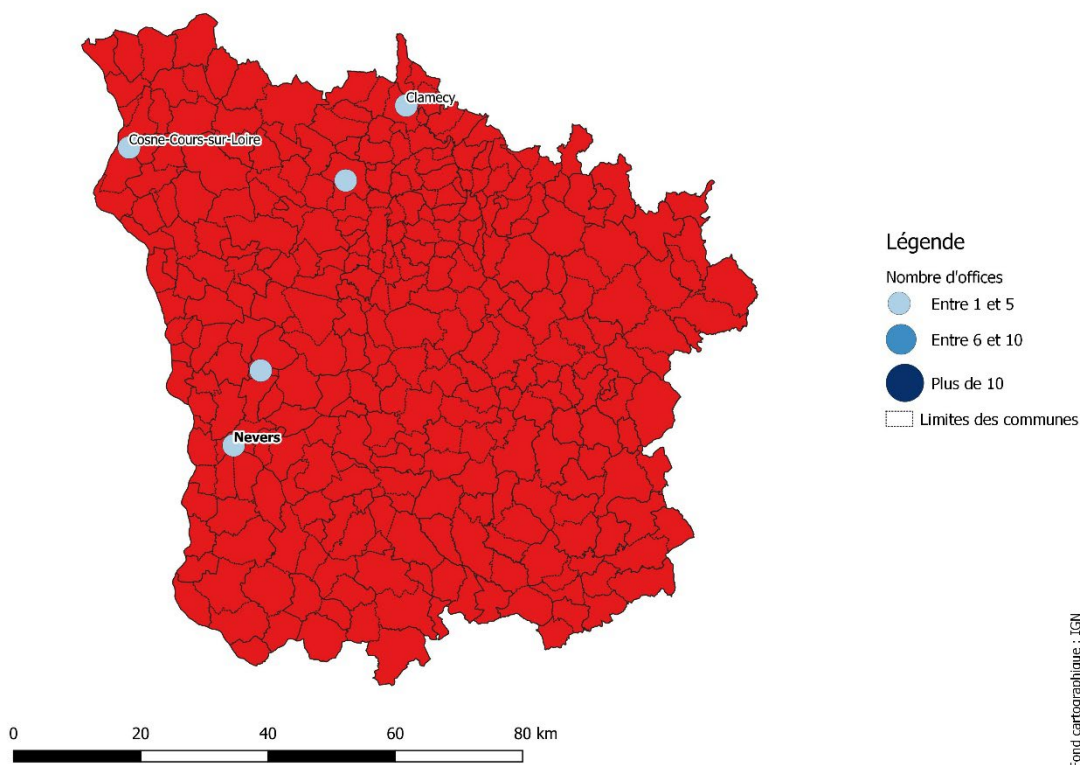 Clamecy
Cosne-Cours-sur-Loire
Nevers
Légende
Nombre d'offices
Entre 1 et 5
Entre 6 et 10
Plus de 10
Limites des communes
0 20 40 60 80 km
Fond cartographique : IGN